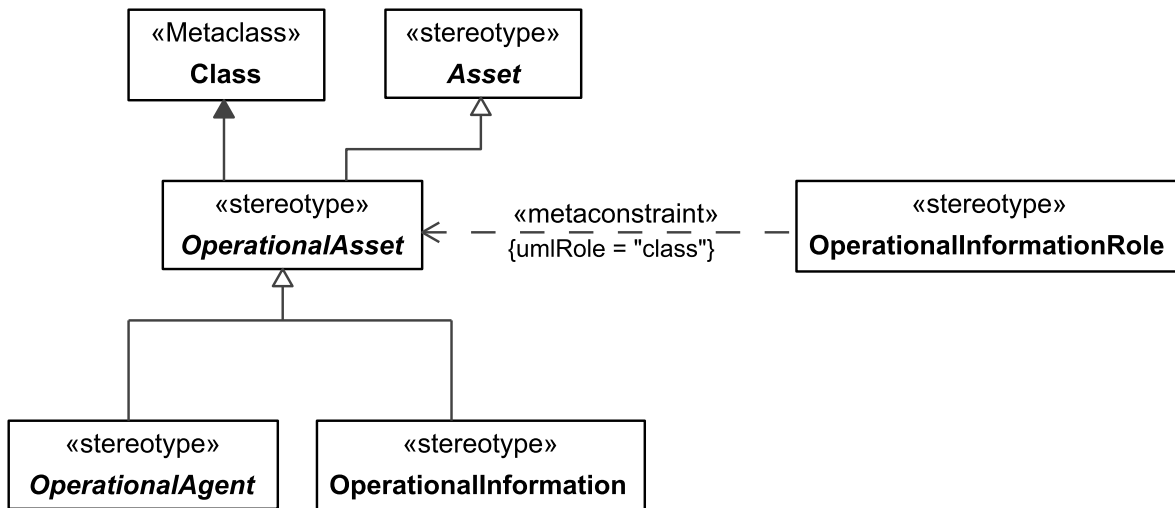 «Metaclass»
Class
«stereotype»
Asset
«stereotype»
OperationalAsset
«metaconstraint»
{umlRole = "class"}
«stereotype»
OperationalInformationRole
«stereotype»
OperationalAgent
«stereotype»
OperationalInformation